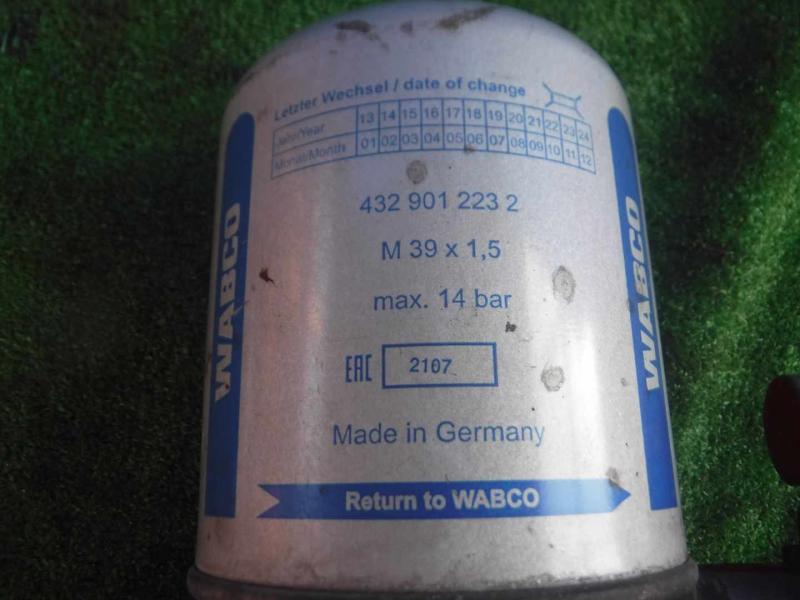 Letzter Wechsel / date of change
Jahr/Year 13 14 15 16 17 18 19 20 21 22 23 24
Monat/Month 01 02 03 04 05 06 07 08 09 10 11 12
432 901 223 2
M 39 x 1,5
max. 14 bar
EAC 2107
Made in Germany
Return to WABCO
WABCO
WABCO